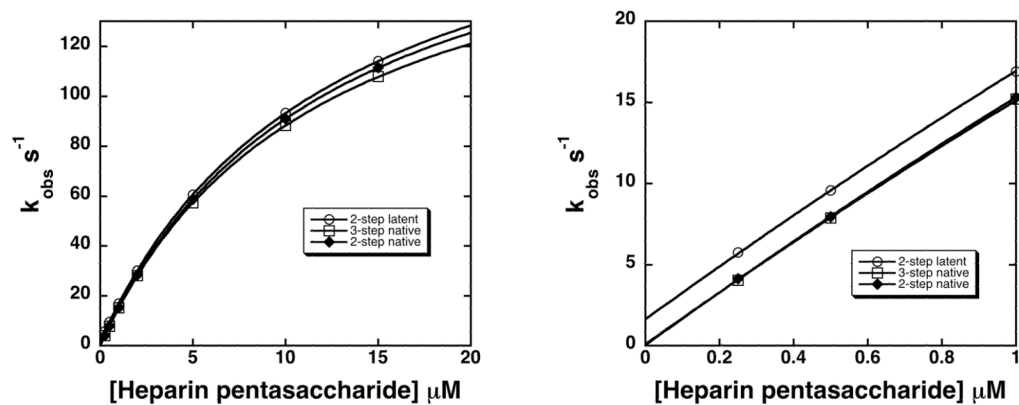 120
100
80
60
40
20
0
k_obs s^-1
2-step latent
3-step native
2-step native
0 5 10 15 20
[Heparin pentasaccharide] μM
20
15
10
5
0
k_obs s^-1
2-step latent
3-step native
2-step native
0 0.2 0.4 0.6 0.8 1
[Heparin pentasaccharide] μM